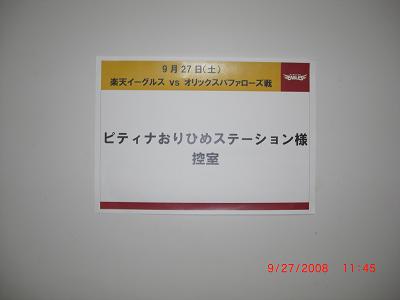 9月27日(土)
楽天イーグルス vs オリックスバファローズ戦
EAGLES
ピティナおりひめステーション様
控室
9/27/2008 11:45